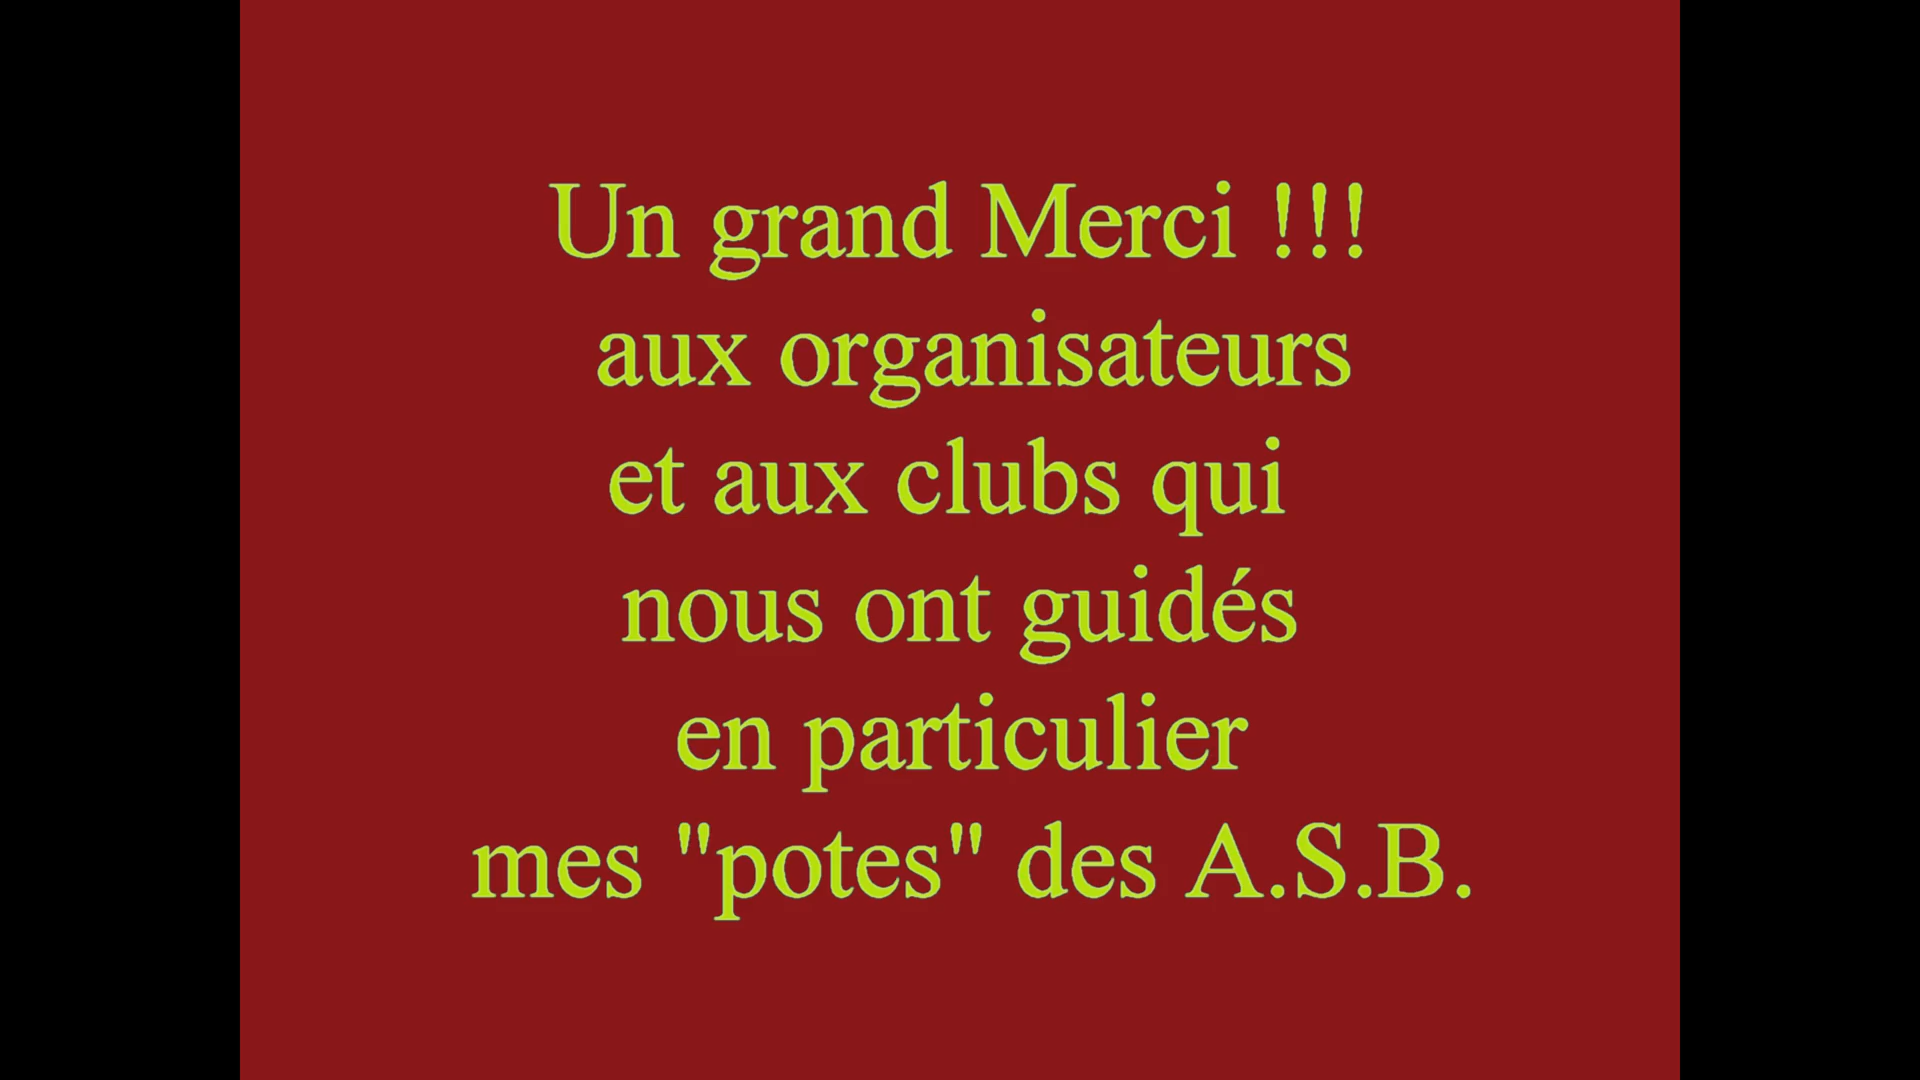 Un grand Merci !!!
aux organisateurs
et aux clubs qui
nous ont guidés
en particulier
mes "potes" des A.S.B.